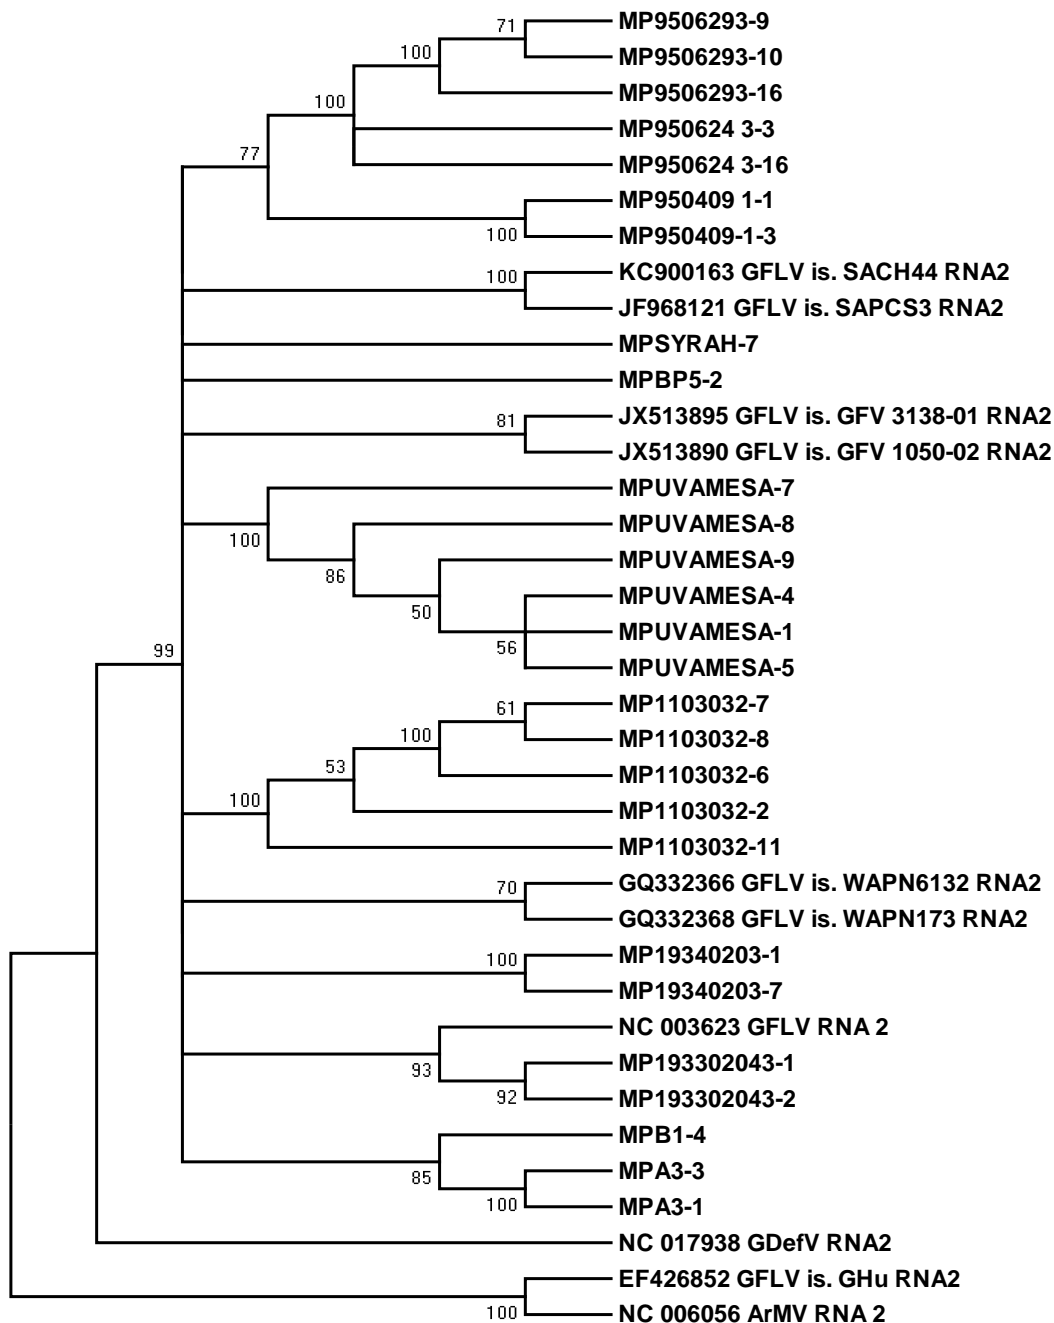 71
MP9506293-9
MP9506293-10
100
MP9506293-16
100
MP950624 3-3
77
MP950624 3-16
MP950409 1-1
100
MP950409-1-3
100
KC900163 GFLV is. SACH44 RNA2
JF968121 GFLV is. SAPCS3 RNA2
MPSYRAH-7
MPBP5-2
81
JX513895 GFLV is. GFV 3138-01 RNA2
JX513890 GFLV is. GFV 1050-02 RNA2
MPUVAMESA-7
100
MPUVAMESA-8
86
MPUVAMESA-9
50
MPUVAMESA-4
MPUVAMESA-1
56
MPUVAMESA-5
99
61
MP1103032-7
100
MP1103032-8
53
MP1103032-6
100
MP1103032-2
MP1103032-11
70
GQ332366 GFLV is. WAPN6132 RNA2
GQ332368 GFLV is. WAPN173 RNA2
100
MP19340203-1
MP19340203-7
NC 003623 GFLV RNA 2
93
MP193302043-1
92
MP193302043-2
MPB1-4
85
MPA3-3
100
MPA3-1
NC 017938 GDefV RNA2
EF426852 GFLV is. GHu RNA2
100
NC 006056 ArMV RNA 2